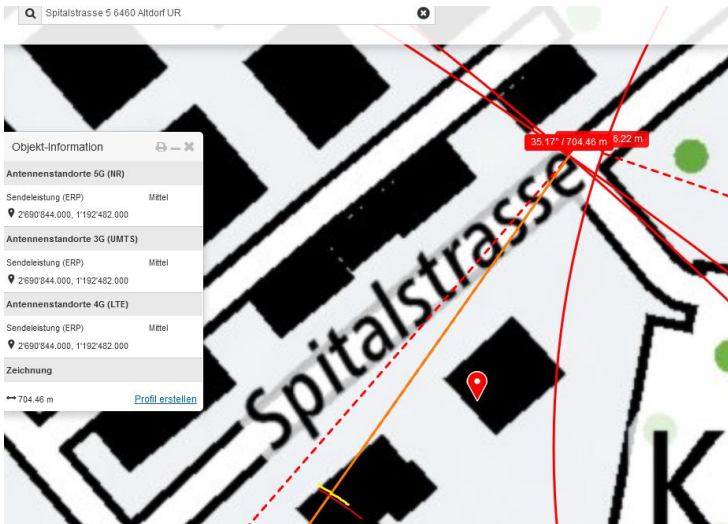 Spitalstrasse 5 6460 Altdorf UR
35.17° / 704.46 m
6.22 m
Objekt-Information
Antennenstandorte 5G (NR)
Sendeleistung (ERP) Mittel
2'690'844.000, 1'192'482.000
Antennenstandorte 3G (UMTS)
Sendeleistung (ERP) Mittel
2'690'844.000, 1'192'482.000
Antennenstandorte 4G (LTE)
Sendeleistung (ERP) Mittel
2'690'844.000, 1'192'482.000
Zeichnung
704.46 m Profil erstellen
Spitalstrasse
K